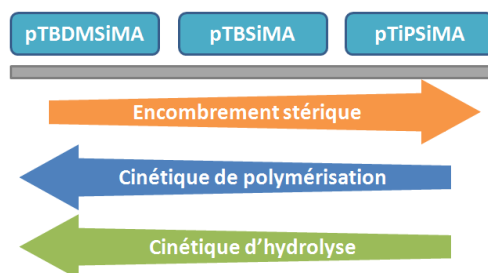 pTBDMSiMA pTBSiMA pTiPSiMA
Encombrement stérique
Cinétique de polymérisation
Cinétique d'hydrolyse